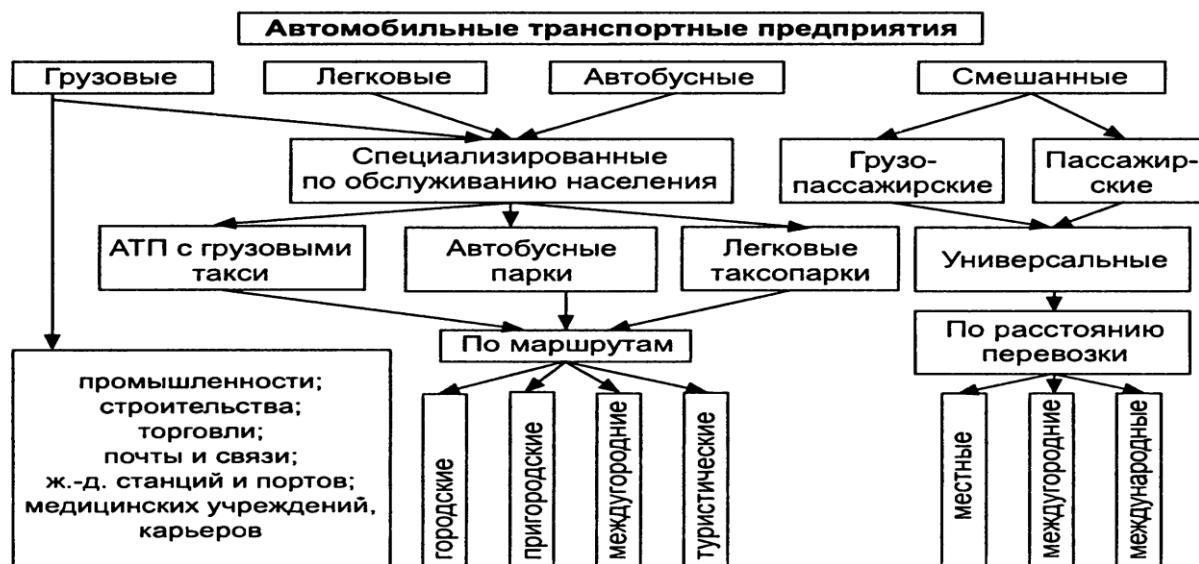 Автомобильные транспортные предприятия
Грузовые
Легковые
Автобусные
Смешанные
Специализированные
по обслуживанию населения
Грузо-
пассажирские
Пассажир-
ские
АТП с грузовыми
такси
Автобусные
парки
Легковые
таксопарки
Универсальные
По маршрутам
По расстоянию
перевозки
промышленности;
строительства;
торговли;
почты и связи;
ж.-д. станций и портов;
медицинских учреждений,
карьеров
городские
пригородские
междугородние
туристические
местные
междугородние
международные